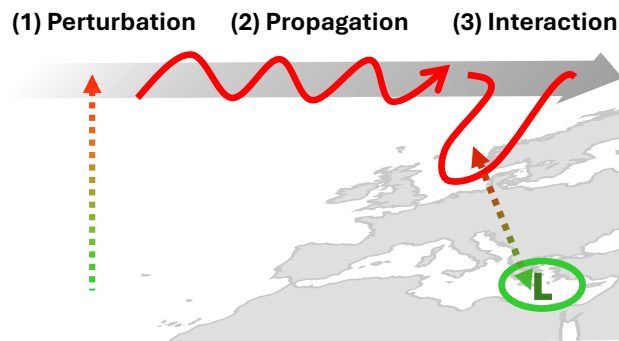 (1) Perturbation (2) Propagation (3) Interaction
L